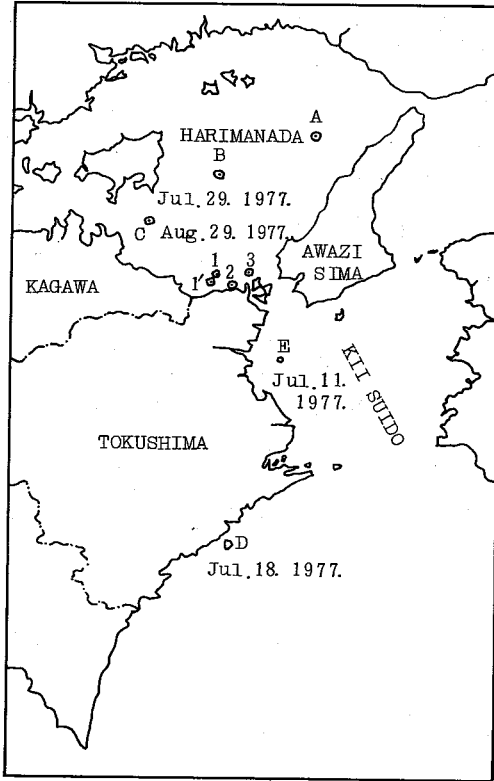 A
HARIMANADA
B
Jul.29.1977.
C Aug.29.1977.
1 3
1' 2
AWAZI
SIMA
KAGAWA
E
Jul.11.
1977.
KII SUIDO
TOKUSHIMA
D
Jul.18.1977.